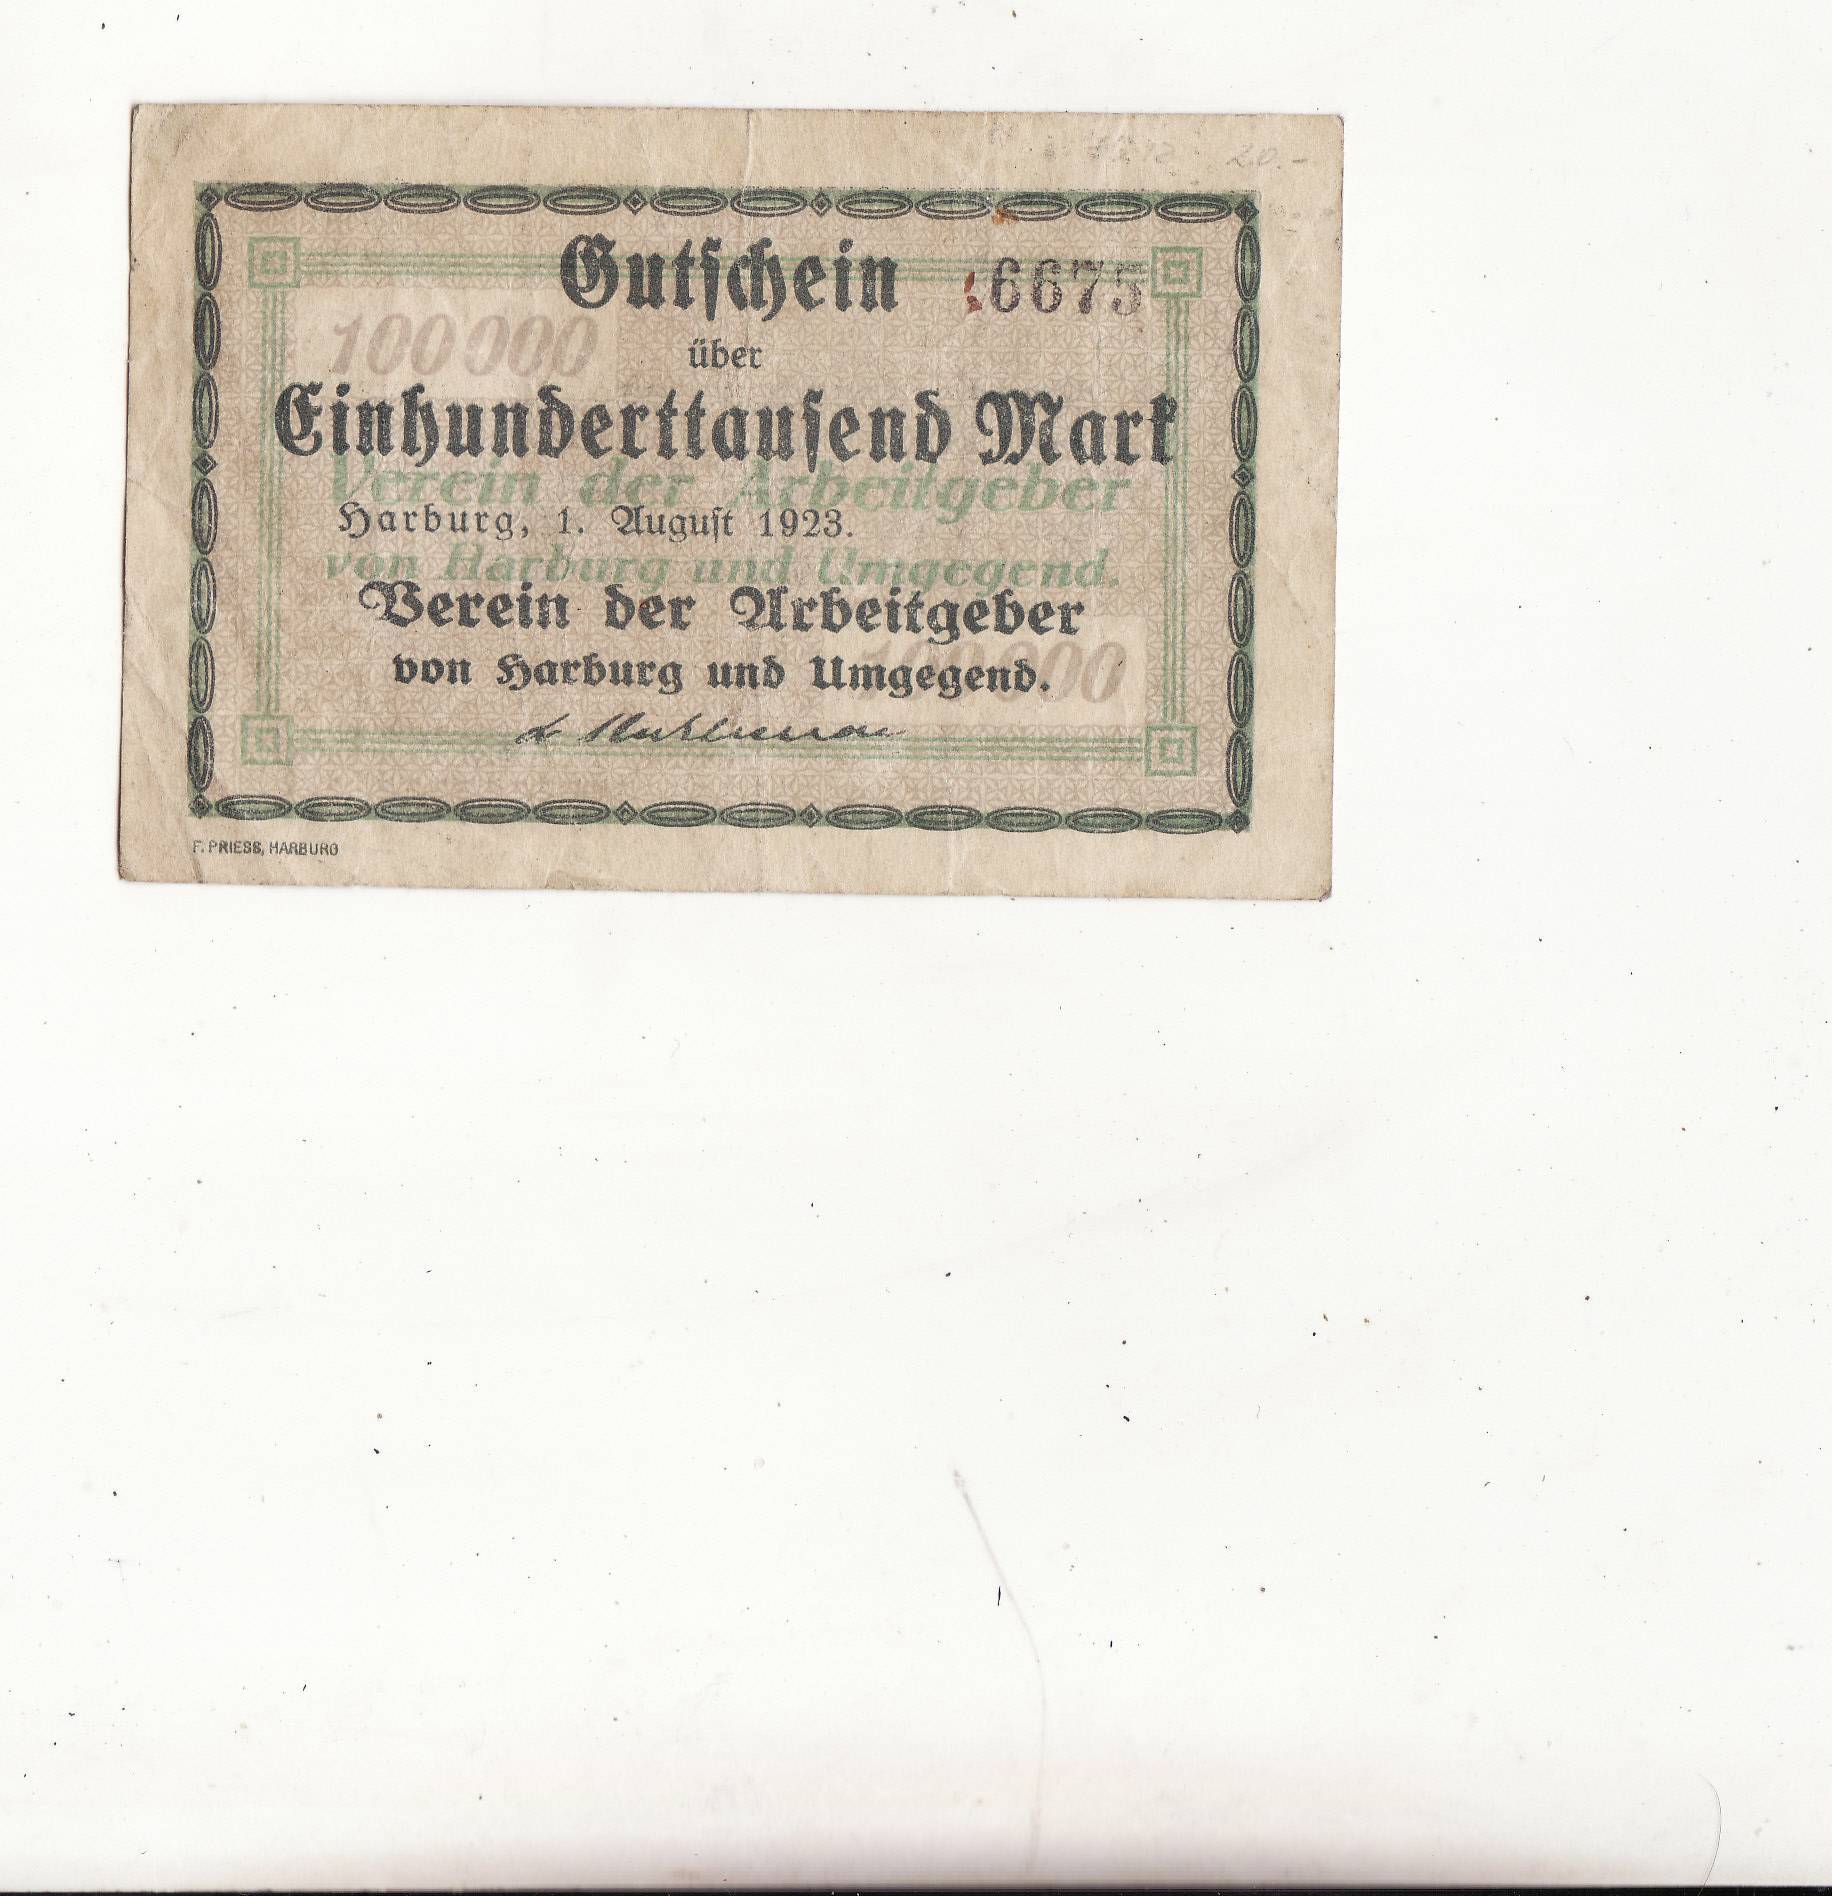 20.-
Gutschein 6675
100000
über
Einhunderttausend Mark
Verein der Arbeitgeber
Harburg, 1. August 1923.
von Harburg und Umgegend.
Verein der Arbeitgeber
von Harburg und Umgegend.
100000
F. PRIESS, HARBURG